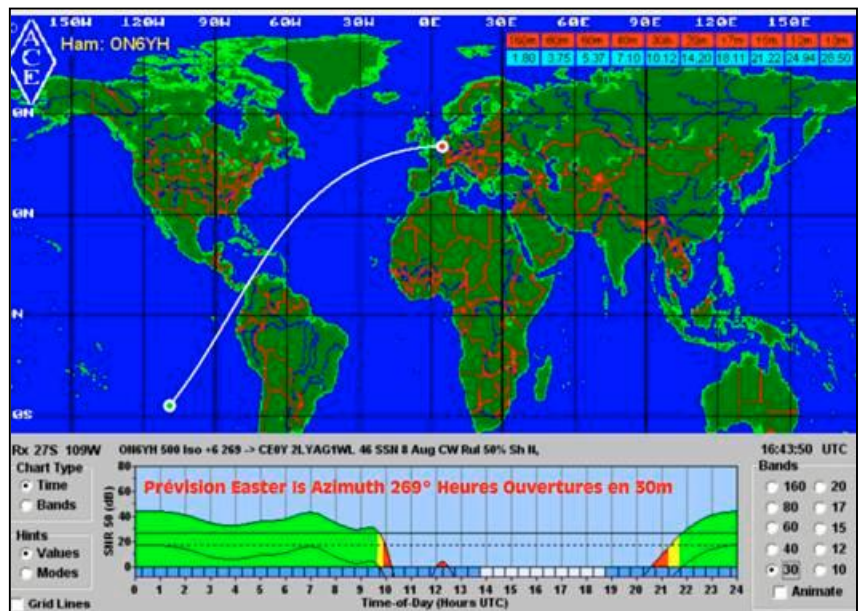 150W 120W 90W 60W 30W 0E 30E 60E 90E 120E 150E
ACE
Ham: ON6YH
160m 80m 60m 40m 30m 20m 17m 15m 12m 10m
1.80 3.75 5.37 7.10 10.12 14.20 18.11 21.22 24.94 28.50
0N
0N
N
0S
Rx 27S 109W
ON6YH 500 Iso +6 269 -> CE0Y 2LYAG1WL 46 SSN 8 Aug CW Rul 50% Sh
16:43:50 UTC
Chart Type
Time
Bands
Hints
Values
Modes
Grid Lines
SNR 50 (dB)
80
60
40
20
0
Prévision Easter Is Azimuth 269° Heures Ouvertures en 30m
0 1 2 3 4 5 6 7 8 9 10 11 12 13 14 15 16 17 18 19 20 21 22 23 24
Time-of-Day (Hours UTC)
Bands
160 20
80 17
60 15
40 12
30 10
Animate